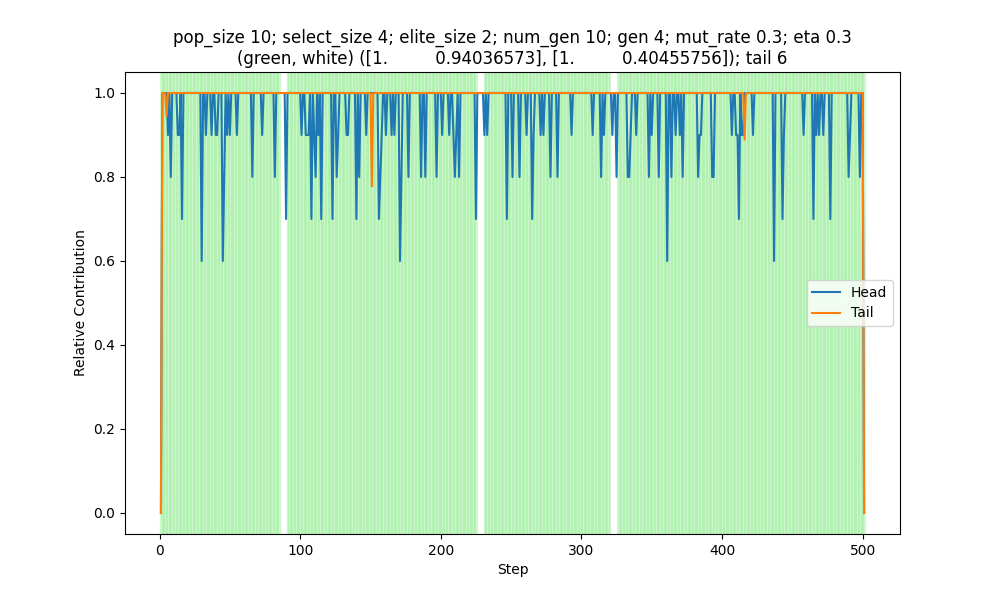 pop_size 10; select_size 4; elite_size 2; num_gen 10; gen 4; mut_rate 0.3; eta 0.3
(green, white) ([1.          0.94036573], [1.          0.40455756]); tail 6
1.0
0.8
0.6
0.4
0.2
0.0
Relative Contribution
Head
Tail
0 100 200 300 400 500
Step